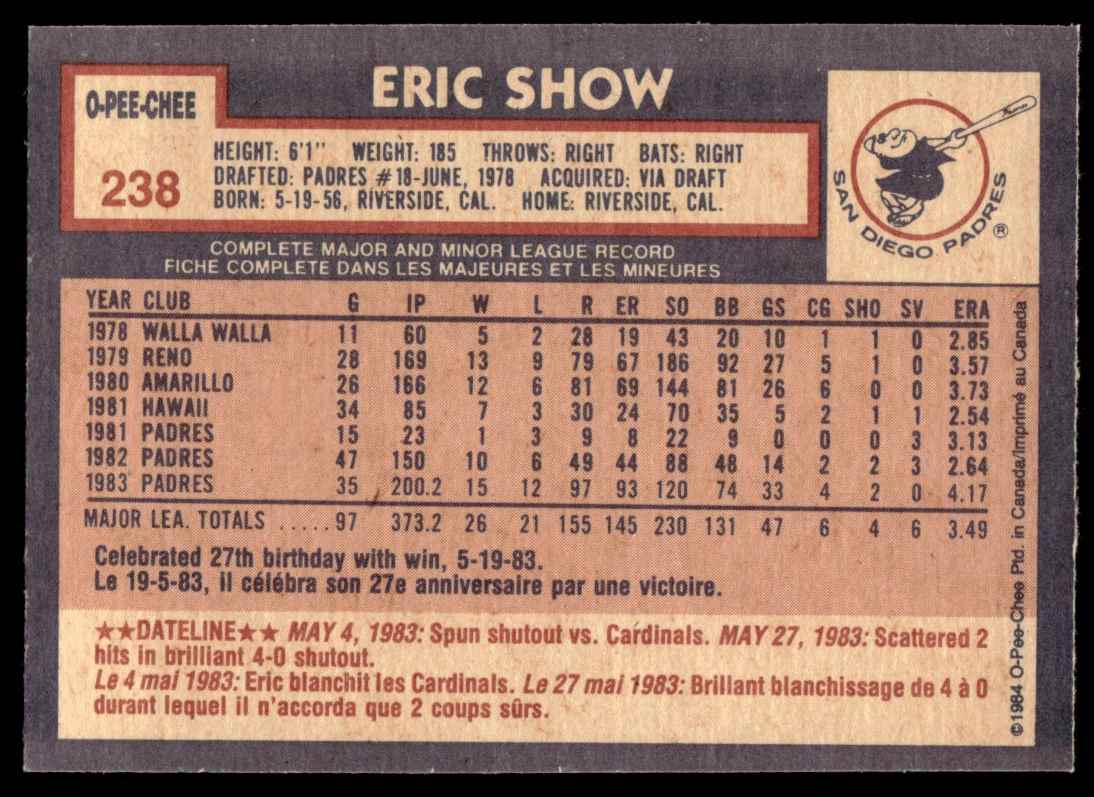 O-PEE-CHEE
238
ERIC SHOW
HEIGHT: 6'1" WEIGHT: 185 THROWS: RIGHT BATS: RIGHT
DRAFTED: PADRES #18-JUNE, 1978 ACQUIRED: VIA DRAFT
BORN: 5-19-56, RIVERSIDE, CAL. HOME: RIVERSIDE, CAL.
SAN DIEGO PADRES ®
COMPLETE MAJOR AND MINOR LEAGUE RECORD
FICHE COMPLETE DANS LES MAJEURES ET LES MINEURES
YEAR CLUB G IP W L R ER SO BB GS CG SHO SV ERA
1978 WALLA WALLA 11 60 5 2 28 19 43 20 10 1 1 0 2.85
1979 RENO 28 169 13 9 79 67 186 92 27 5 1 0 3.57
1980 AMARILLO 26 166 12 6 81 69 144 81 26 6 0 0 3.73
1981 HAWAII 34 85 7 3 30 24 70 35 5 2 1 1 2.54
1981 PADRES 15 23 1 3 9 8 22 9 0 0 0 3 3.13
1982 PADRES 47 150 10 6 49 44 88 48 14 2 2 3 2.64
1983 PADRES 35 200.2 15 12 97 93 120 74 33 4 2 0 4.17
MAJOR LEA. TOTALS ..... 97 373.2 26 21 155 145 230 131 47 6 4 6 3.49
Celebrated 27th birthday with win, 5-19-83.
Le 19-5-83, il célébra son 27e anniversaire par une victoire.
★★DATELINE★★ MAY 4, 1983: Spun shutout vs. Cardinals. MAY 27, 1983: Scattered 2
hits in brilliant 4-0 shutout.
Le 4 mai 1983: Eric blanchit les Cardinals. Le 27 mai 1983: Brillant blanchissage de 4 à 0
durant lequel il n'accorda que 2 coups sûrs.
©1984 O-Pee-Chee Ptd. in Canada/Imprimé au Canada